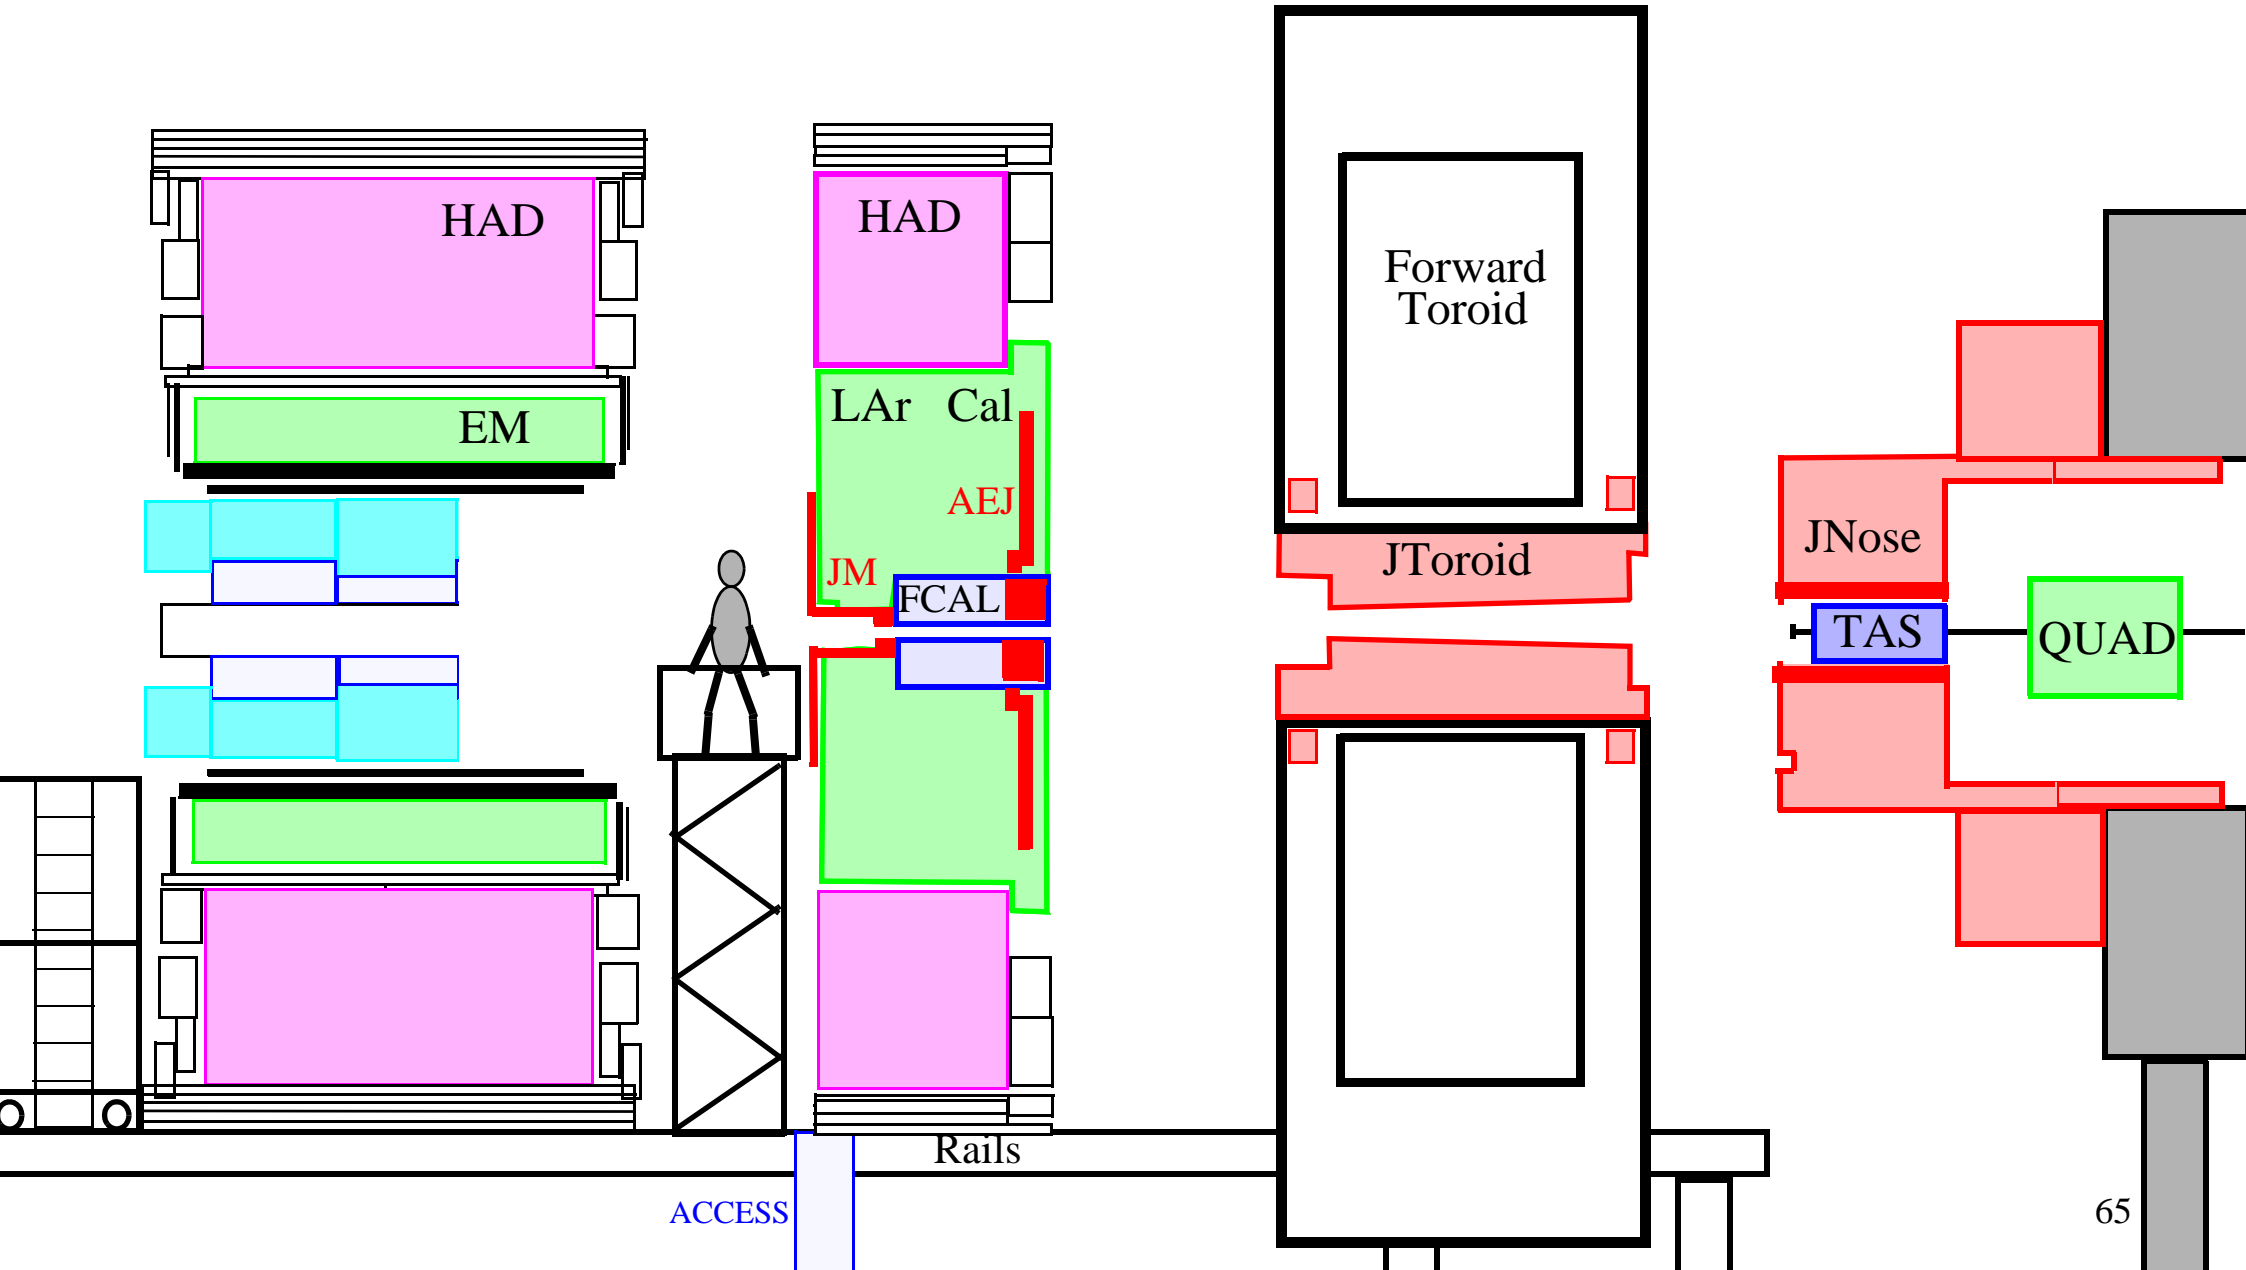 HAD
HAD
Forward
Toroid
LAr Cal
EM
AEJ
JNose
JToroid
JM
FCAL
TAS
QUAD
Rails
ACCESS
65